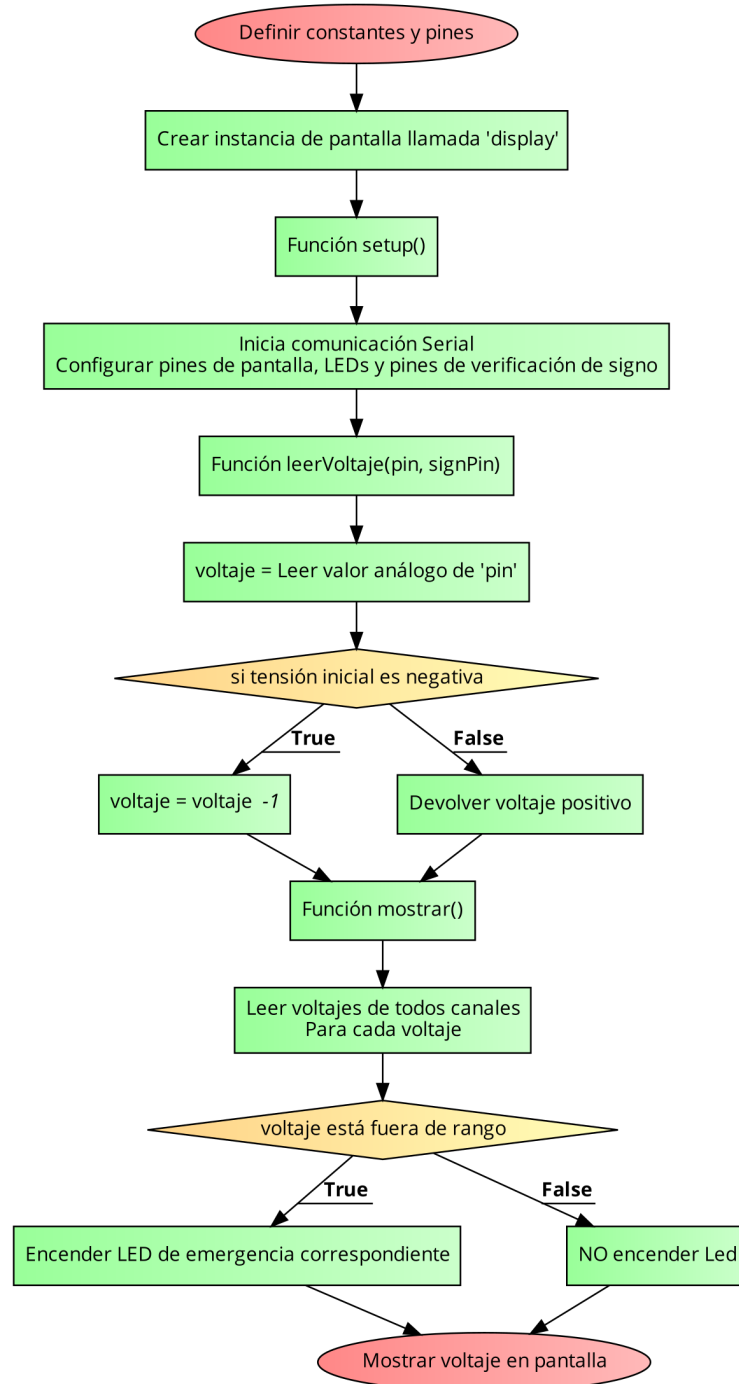 Definir constantes y pines
Crear instancia de pantalla llamada 'display'
Función setup()
Inicia comunicación Serial
Configurar pines de pantalla, LEDs y pines de verificación de signo
Función leerVoltaje(pin, signPin)
voltaje = Leer valor análogo de 'pin'
si tensión inicial es negativa
True
False
voltaje = voltaje -1
Devolver voltaje positivo
Función mostrar()
Leer voltajes de todos canales
Para cada voltaje
voltaje está fuera de rango
True
False
Encender LED de emergencia correspondiente
NO encender Led
Mostrar voltaje en pantalla